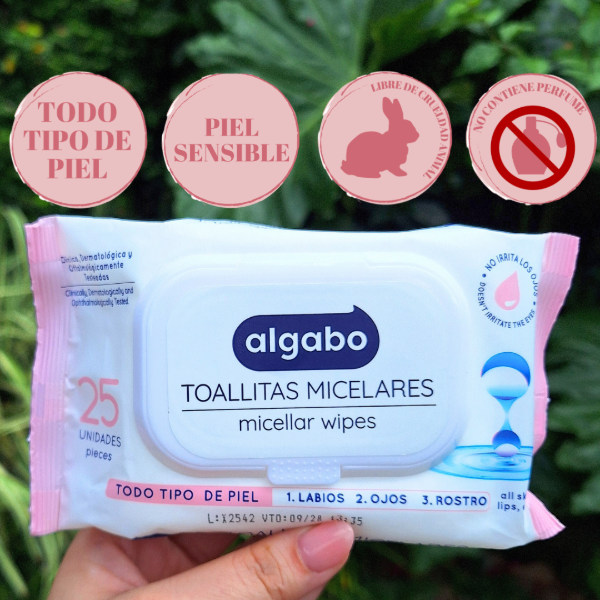 TODO
TIPO DE
PIEL
PIEL
SENSIBLE
LIBRE DE CRUELDAD ANIMAL
NO CONTIENE PERFUME
Clínica, Dermatológica y
Oftalmológicamente
Testeadas
Clinically, Dermatologically and
Ophthalmologically Tested.
NO IRRITA LOS OJOS
DOESN'T IRRITATE THE EYES
algabo
TOALLITAS MICELARES
micellar wipes
25
UNIDADES
pieces
TODO TIPO DE PIEL 1. LABIOS 2. OJOS 3. ROSTRO
all
lips,
L:X2542 VTO:09/28